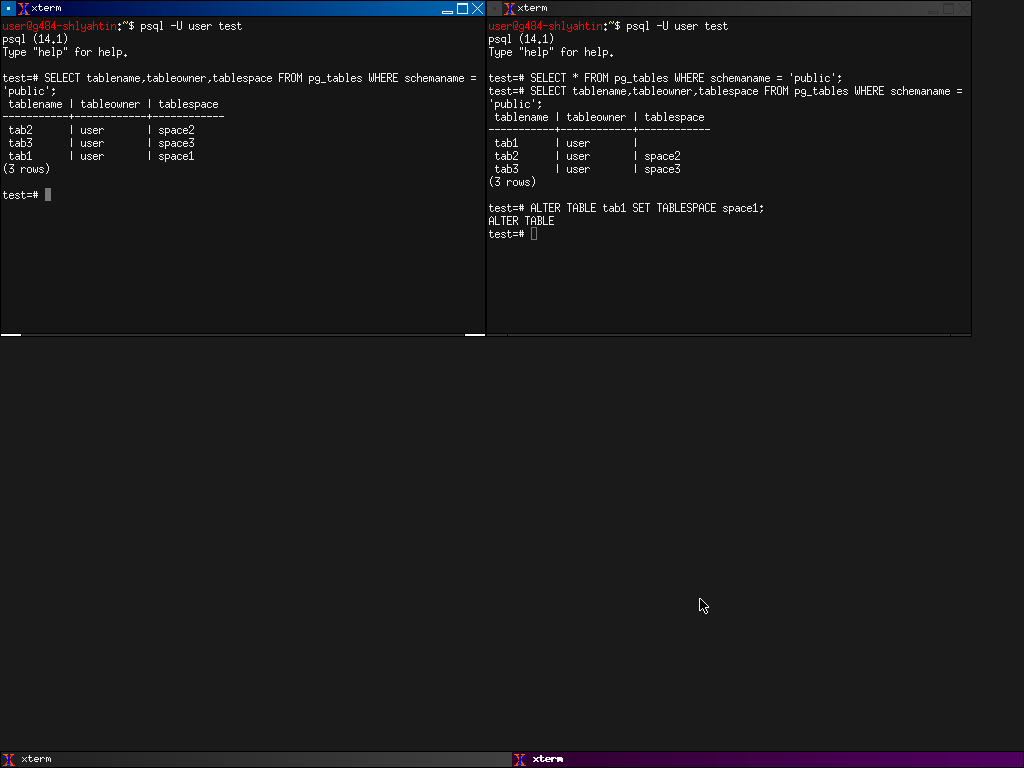 xterm
user@g484-shlyahtin:~$ psql -U user test
psql (14.1)
Type "help" for help.
test=# SELECT tablename,tableowner,tablespace FROM pg_tables WHERE schemaname =
'public';
 tablename | tableowner | tablespace
-----------+------------+------------
 tab2      | user       | space2
 tab3      | user       | space3
 tab1      | user       | space1
(3 rows)
test=#
xterm
user@g484-shlyahtin:~$ psql -U user test
psql (14.1)
Type "help" for help.
test=# SELECT * FROM pg_tables WHERE schemaname = 'public';
test=# SELECT tablename,tableowner,tablespace FROM pg_tables WHERE schemaname =
'public';
 tablename | tableowner | tablespace
-----------+------------+------------
 tab1      | user       |
 tab2      | user       | space2
 tab3      | user       | space3
(3 rows)
test=# ALTER TABLE tab1 SET TABLESPACE space1;
ALTER TABLE
test=#
xterm
xterm